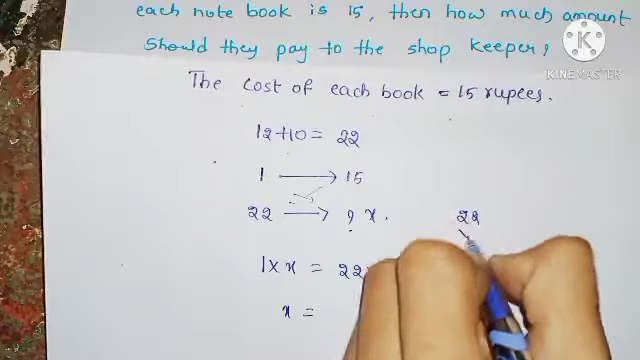 each note book is 15, then how much amount
should they pay to the shop keeper?
KINEMASTER
The cost of each book = 15 rupees.
12+10 = 22
1 → 15
22 → ? x.
22
1 × x = 22
x =